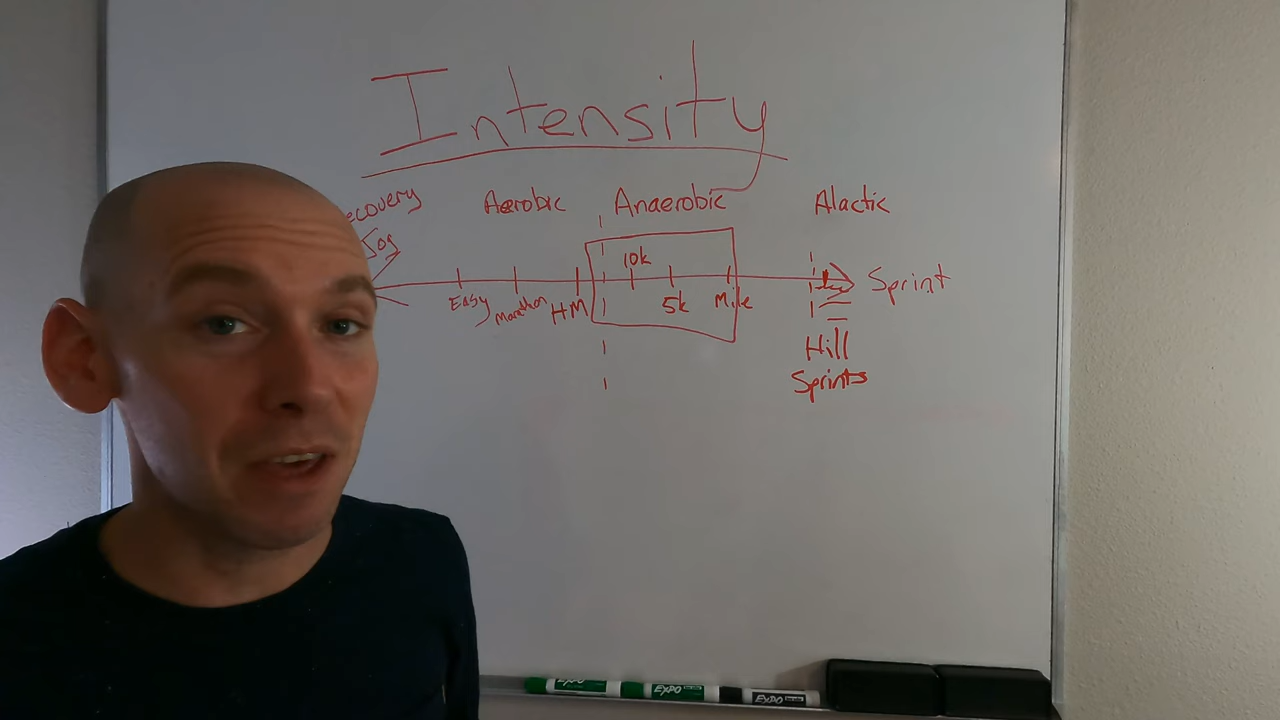 Intensity
ecovery Aerobic Anaerobic Alactic
Jog
10k
Sprint
Easy Marathon HM 5k Mile
Hill
Sprints
EXPO EXPO EXPO